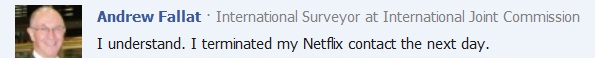 Andrew Fallat · International Surveyor at International Joint Commission
I understand. I terminated my Netflix contact the next day.